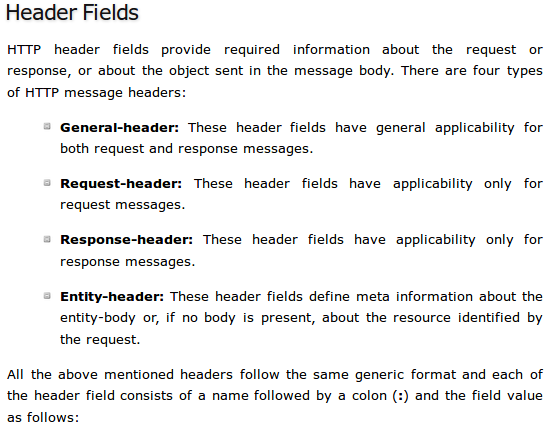 Header Fields
HTTP header fields provide required information about the request or
response, or about the object sent in the message body. There are four types
of HTTP message headers:
General-header: These header fields have general applicability for
both request and response messages.
Request-header: These header fields have applicability only for
request messages.
Response-header: These header fields have applicability only for
response messages.
Entity-header: These header fields define meta information about the
entity-body or, if no body is present, about the resource identified by
the request.
All the above mentioned headers follow the same generic format and each of
the header field consists of a name followed by a colon (:) and the field value
as follows: